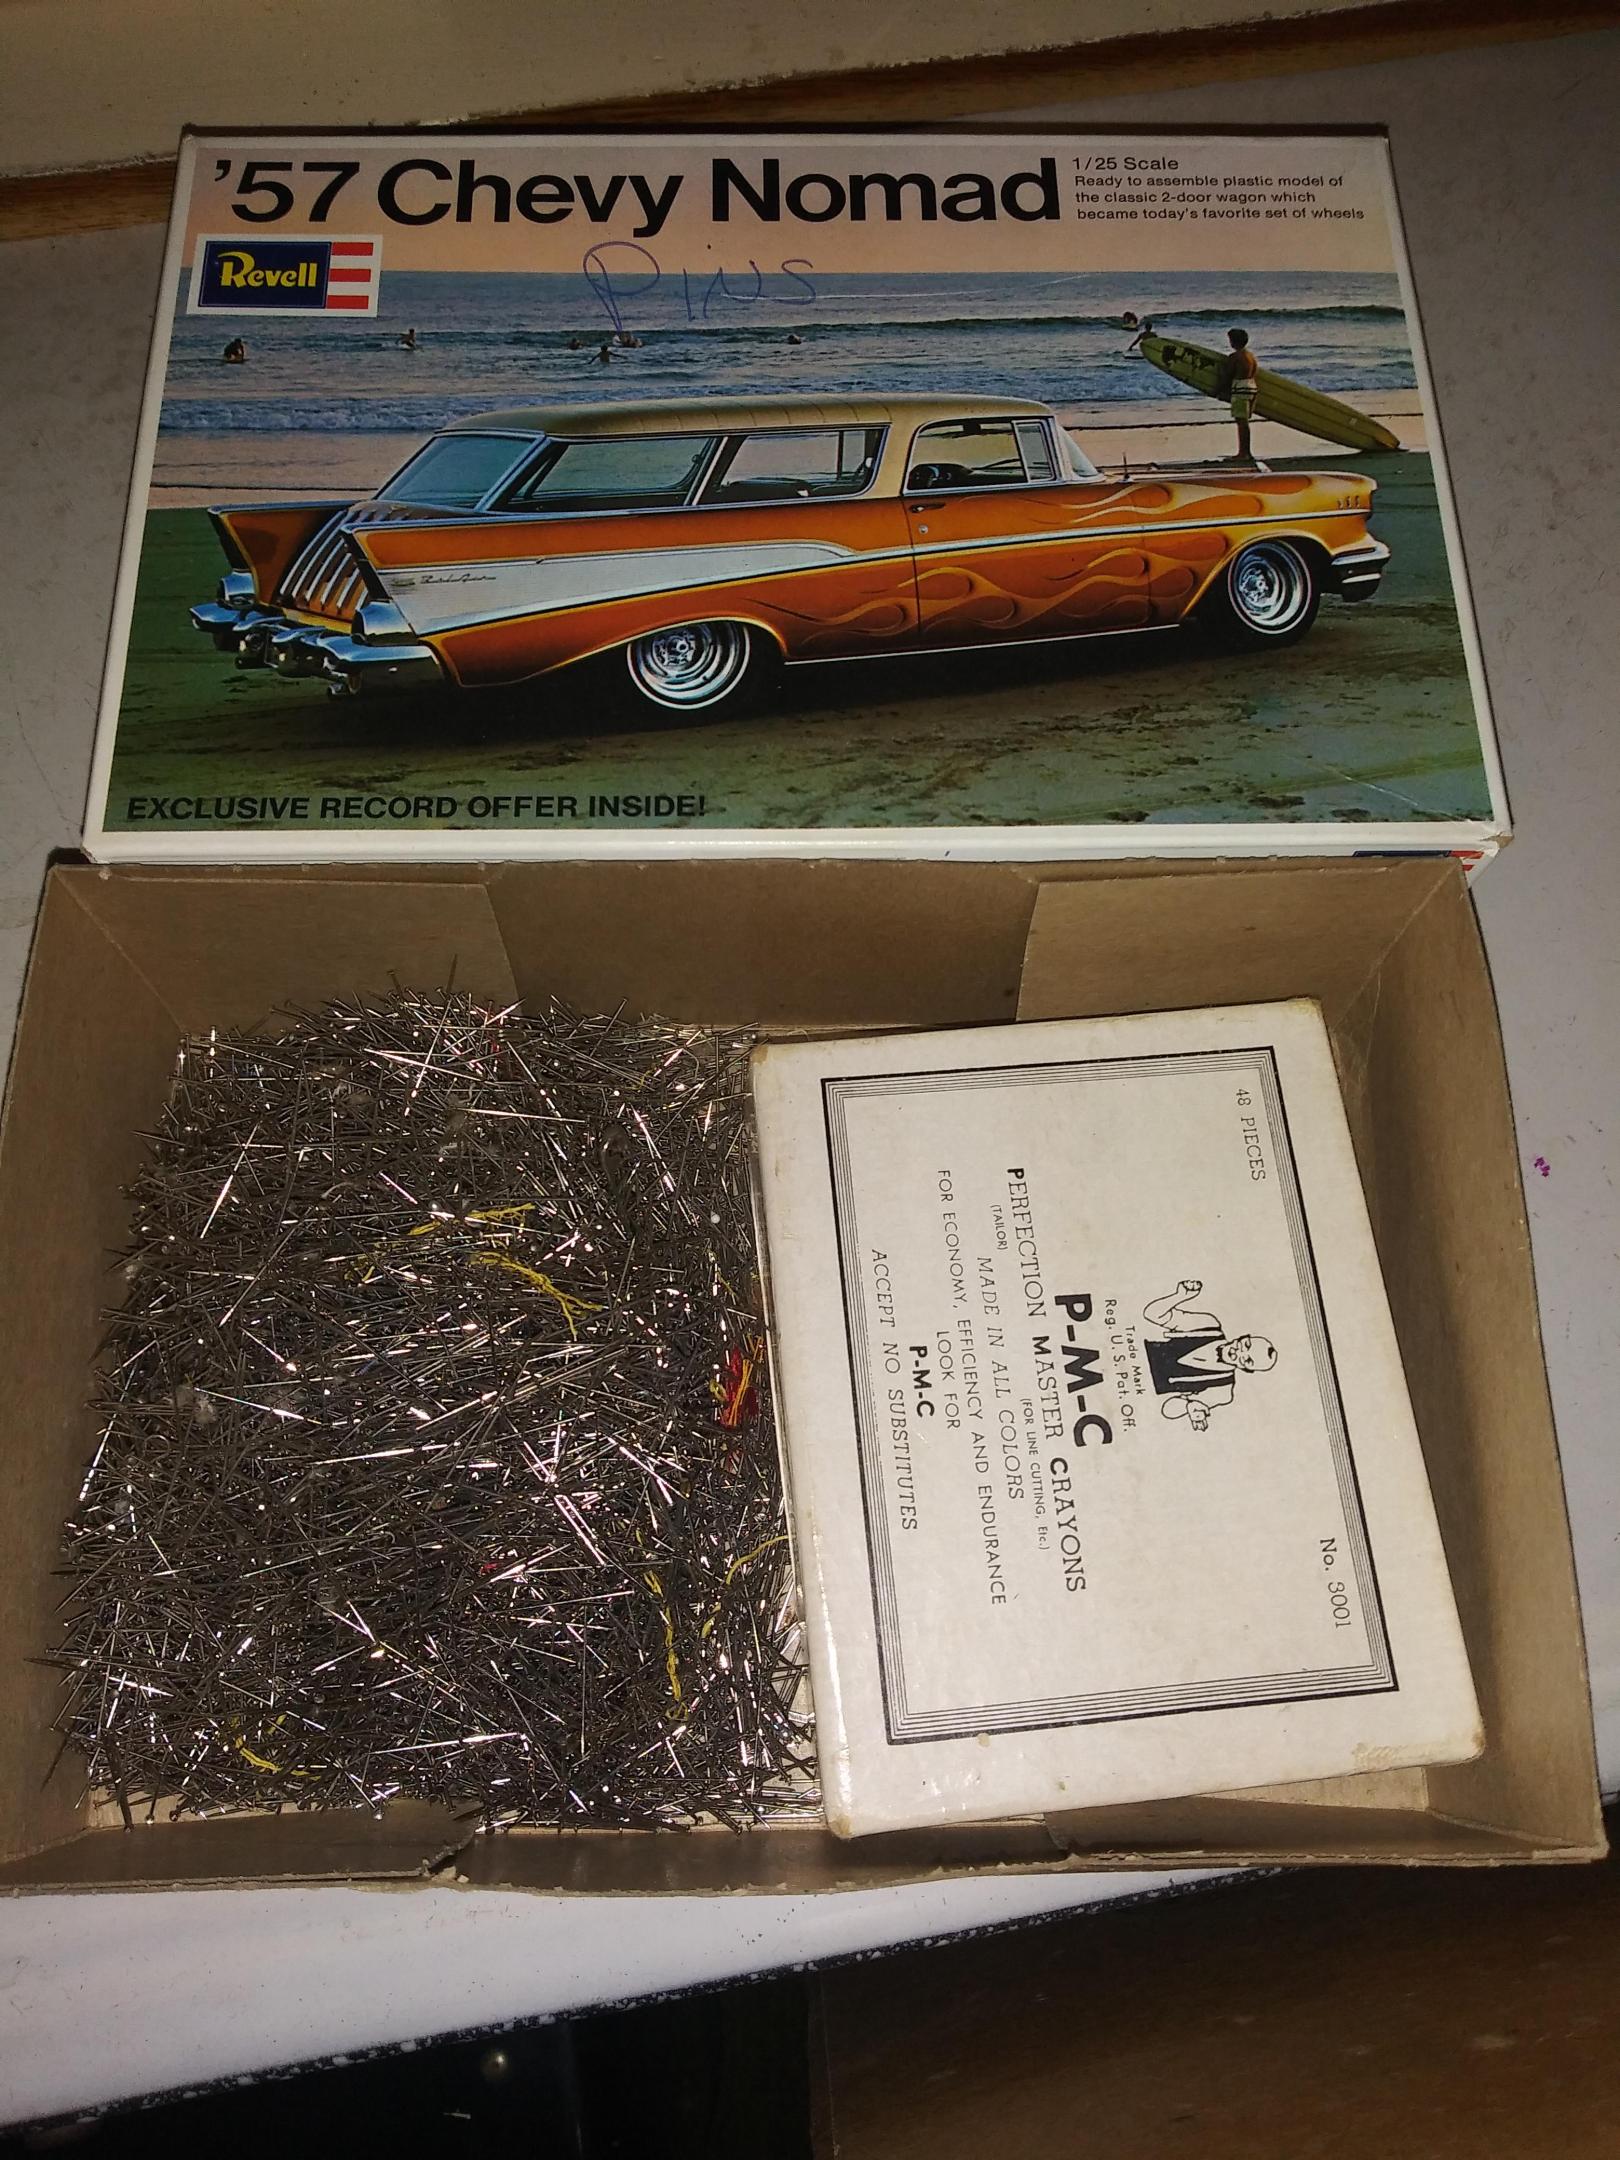 '57 Chevy Nomad
1/25 Scale
Ready to assemble plastic model of
the classic 2-door wagon which
became today's favorite set of wheels
Revell
PINS
EXCLUSIVE RECORD OFFER INSIDE!
48 PIECES
No. 3001
Trade Mark
Reg. U. S. Pat. Off.
P-M-C
PERFECTION MASTER CRAYONS
(TAILOR)
(FOR LINE CUTTING, Etc.)
MADE IN ALL COLORS
FOR ECONOMY, EFFICIENCY AND ENDURANCE
LOOK FOR
P-M-C
ACCEPT NO SUBSTITUTES